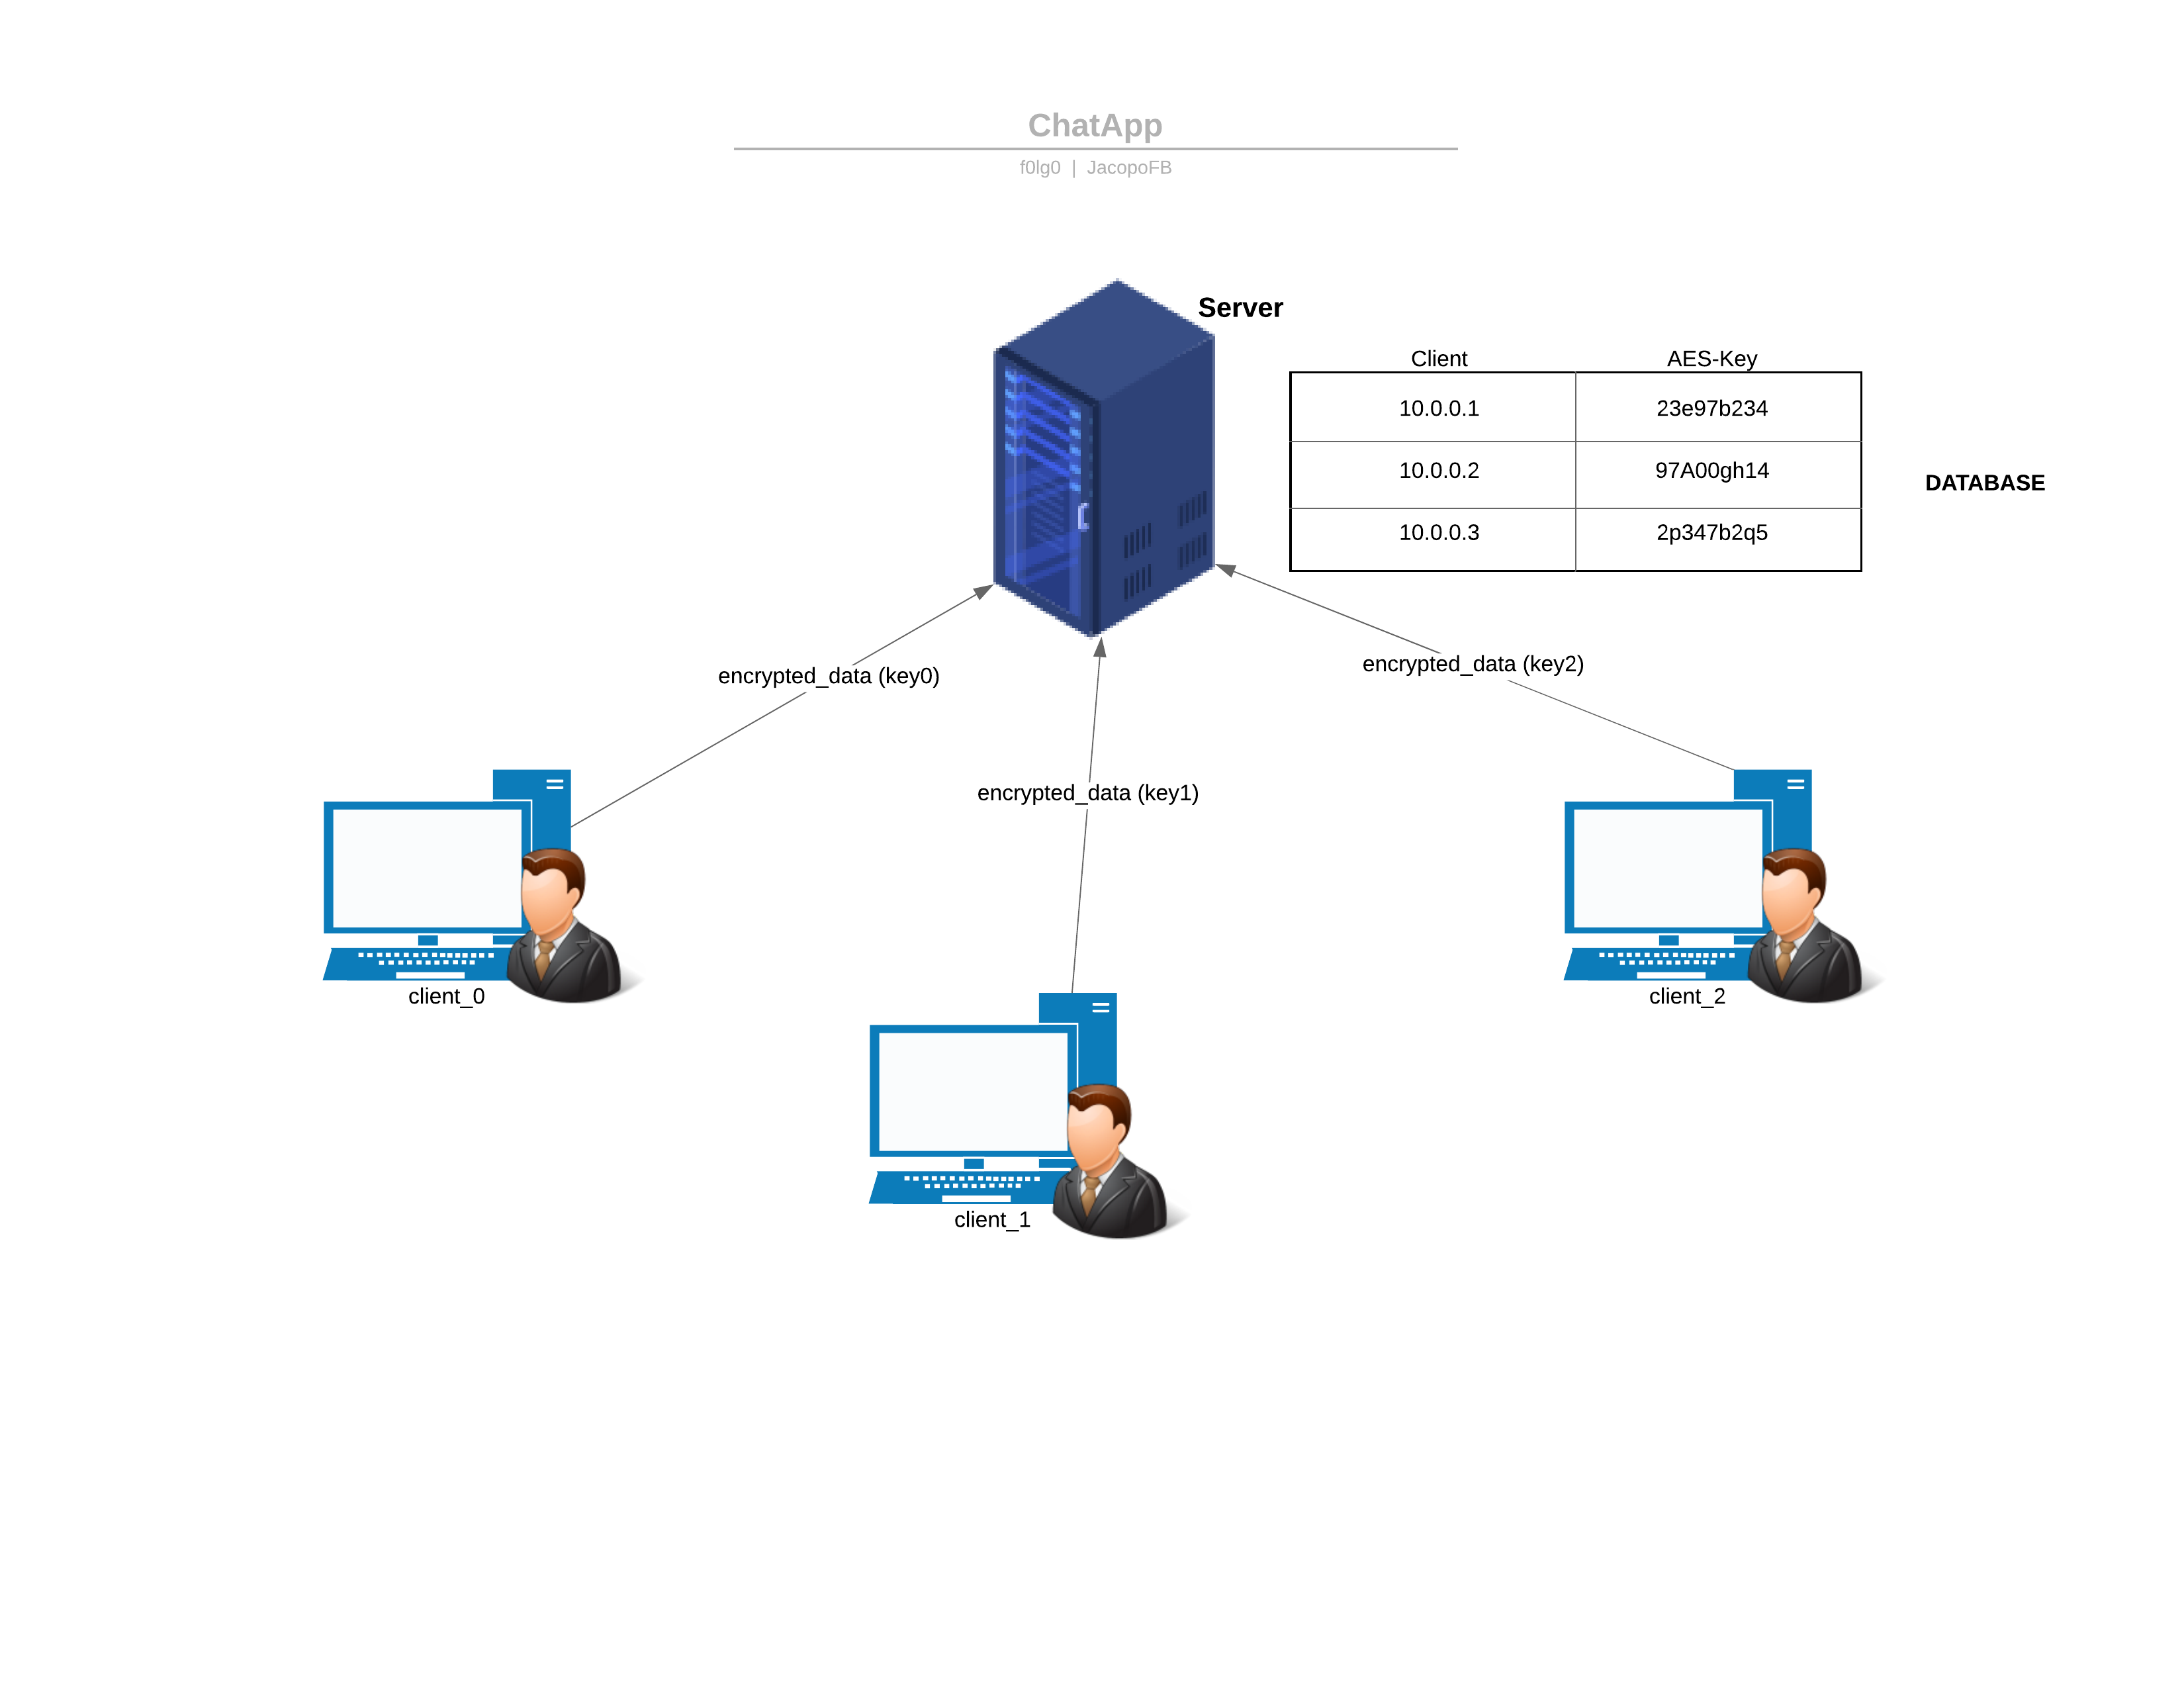 ChatApp
f0lg0 | JacopoFB
Server
Client AES-Key
10.0.0.1 23e97b234
10.0.0.2 97A00gh14
DATABASE
10.0.0.3 2p347b2q5
encrypted_data (key0)
encrypted_data (key2)
encrypted_data (key1)
client_0
client_2
client_1